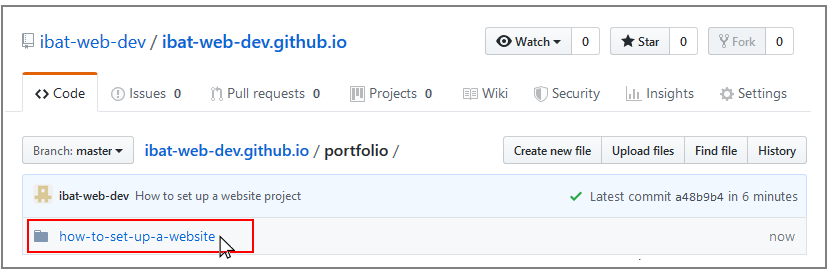 ibat-web-dev / ibat-web-dev.github.io Watch 0 Star 0 Fork 0
Code Issues 0 Pull requests 0 Projects 0 Wiki Security Insights Settings
Branch: master ibat-web-dev.github.io / portfolio / Create new file Upload files Find file History
ibat-web-dev How to set up a website project Latest commit a48b9b4 in 6 minutes
how-to-set-up-a-website now